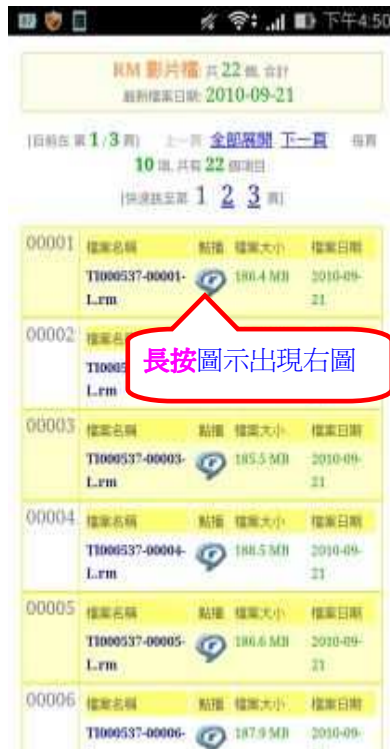 下午4:50
RM 影片檔 共 22 個, 合計
最新檔案日期: 2010-09-21
[目前在 第 1 / 3 頁] 上一頁 全部展開 下一頁 每頁
10 項, 共有 22 個項目
[快速跳至第 1 2 3 頁]
00001 檔案名稱 點播 檔案大小 檔案日期
TI000537-00001-L.rm 186.4 MB 2010-09-21
長按圖示出現右圖
00002 檔案名
TI0005
L.rm
00003 檔案名稱 點播 檔案大小 檔案日期
TI000537-00003-L.rm 185.5 MB 2010-09-21
00004 檔案名稱 點播 檔案大小 檔案日期
TI000537-00004-L.rm 188.5 MB 2010-09-21
00005 檔案名稱 點播 檔案大小 檔案日期
TI000537-00005-L.rm 186.6 MB 2010-09-21
00006 檔案名稱 點播 檔案大小 檔案日期
TI000537-00006- 187.9 MB 2010-09-